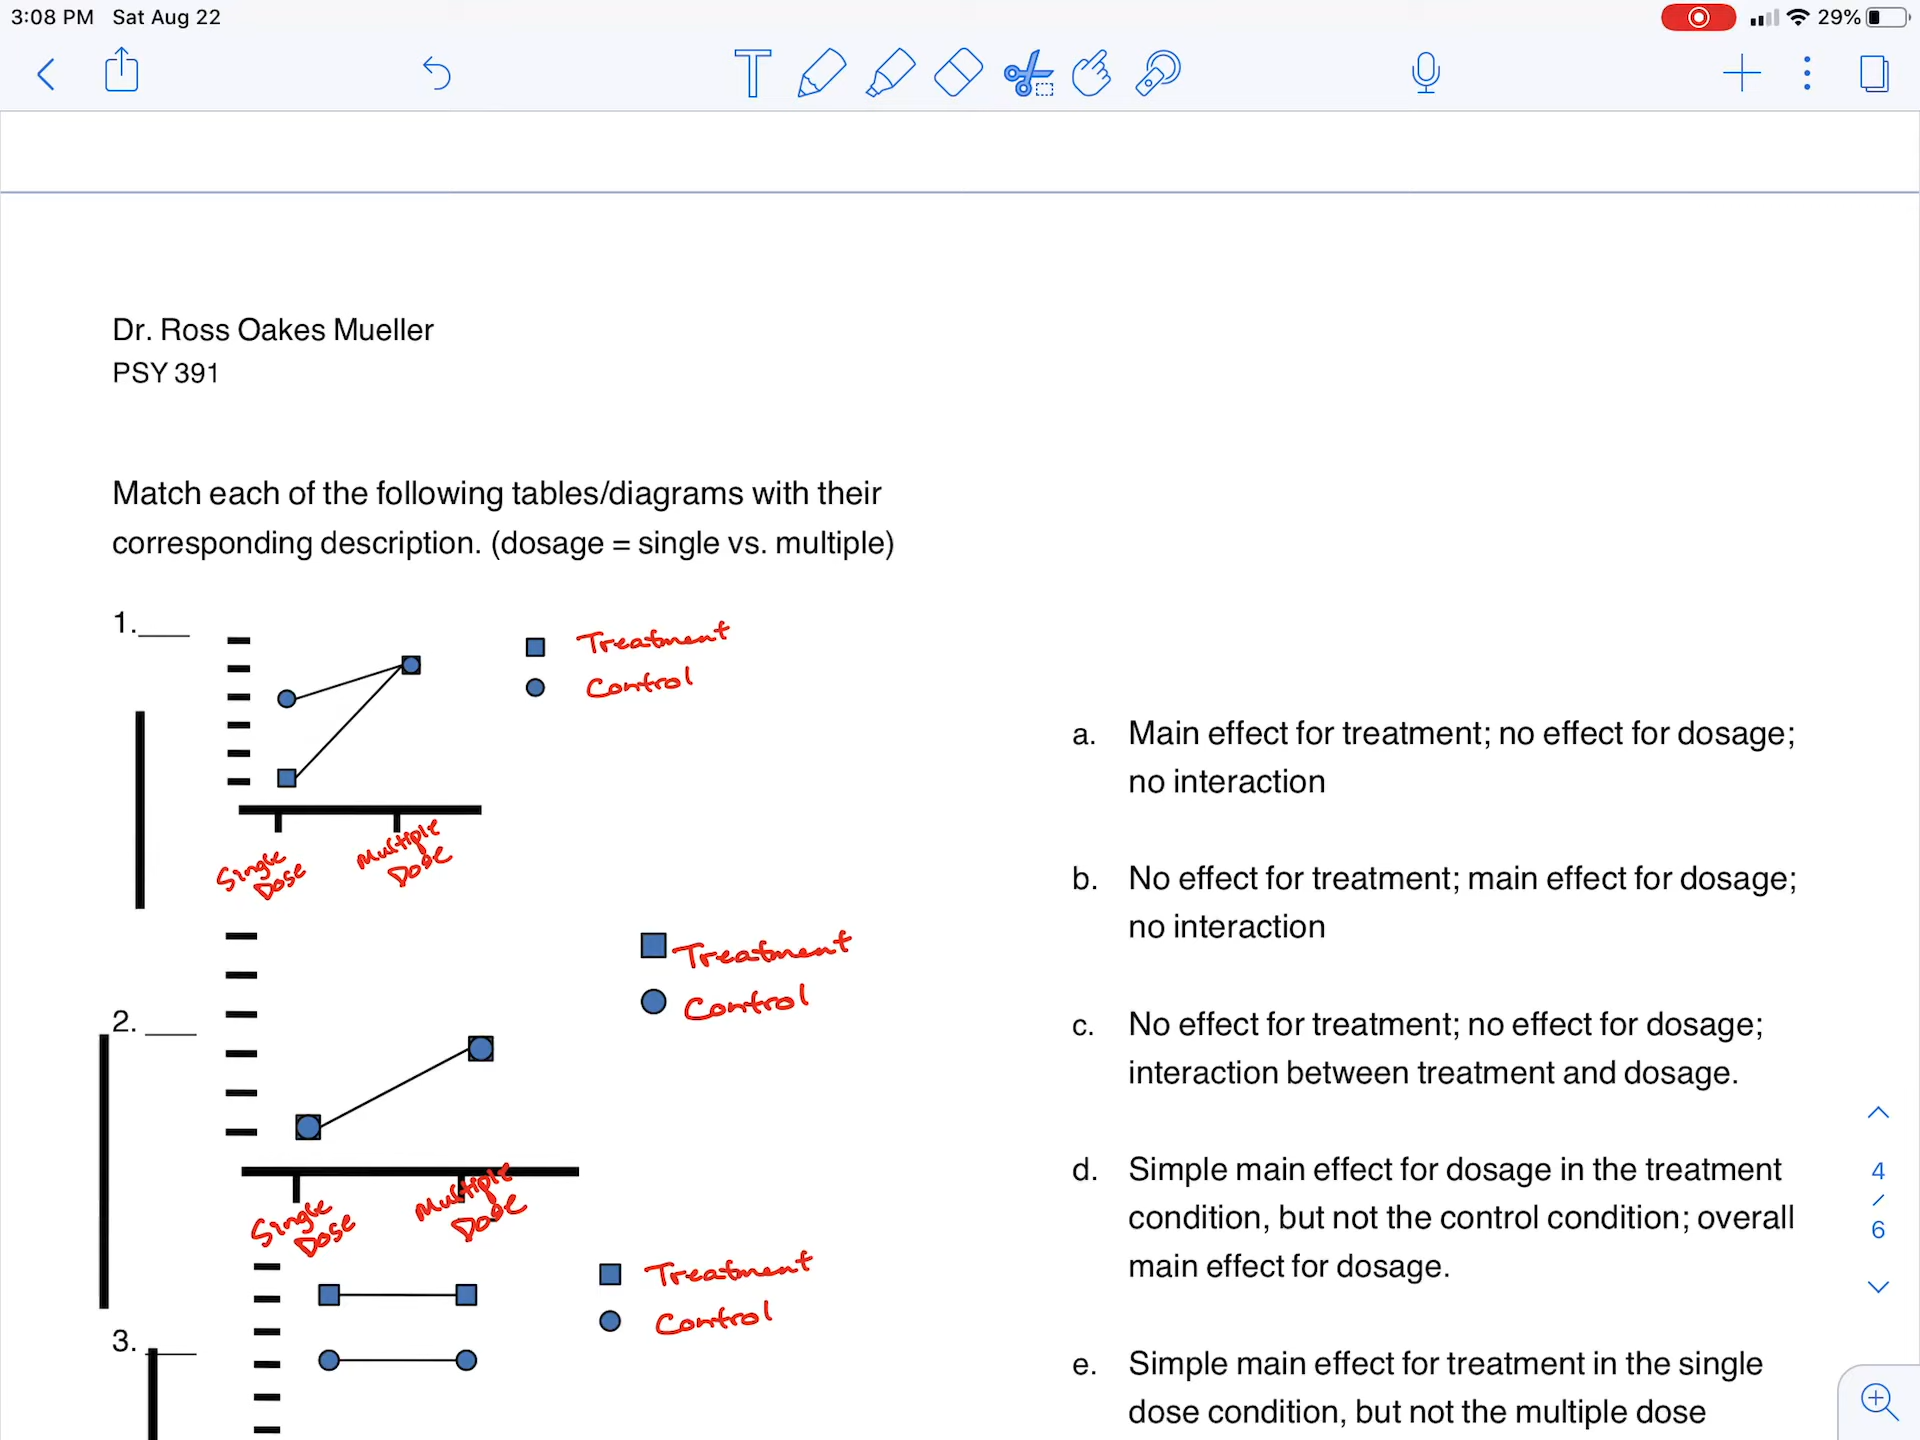 3:08 PM Sat Aug 22
29%
Dr. Ross Oakes Mueller
PSY 391
Match each of the following tables/diagrams with their
corresponding description. (dosage = single vs. multiple)
1.___
Treatment
Control
Single
Dose
Multiple
Dose
2. ___
Treatment
Control
Single
Dose
Multiple
Dose
3. ___
Treatment
Control
a. Main effect for treatment; no effect for dosage;
no interaction
b. No effect for treatment; main effect for dosage;
no interaction
c. No effect for treatment; no effect for dosage;
interaction between treatment and dosage.
d. Simple main effect for dosage in the treatment
condition, but not the control condition; overall
main effect for dosage.
e. Simple main effect for treatment in the single
dose condition, but not the multiple dose
4
/
6